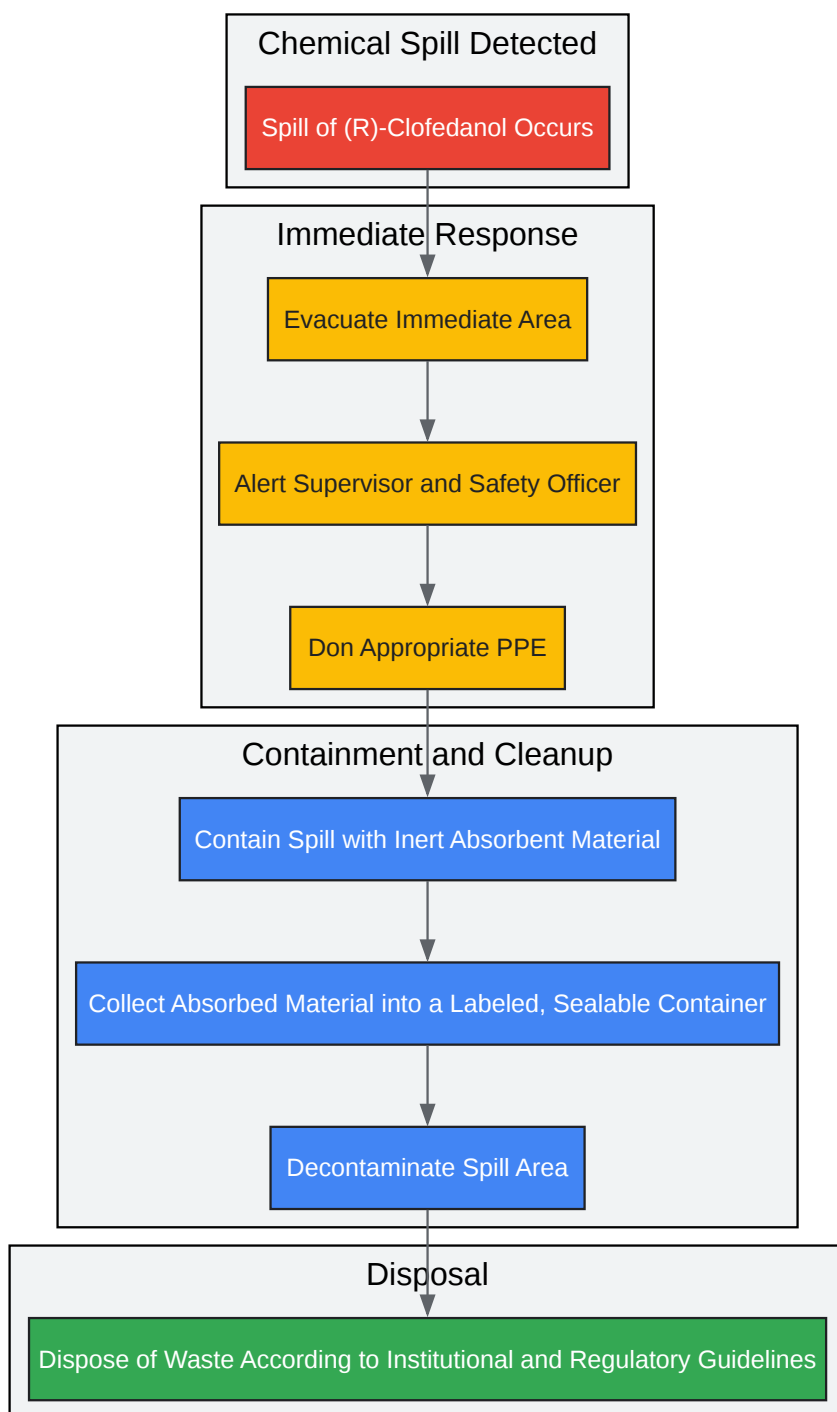 Chemical Spill Detected
Spill of (R)-Clofedanol Occurs
Immediate Response
Evacuate Immediate Area
Alert Supervisor and Safety Officer
Don Appropriate PPE
Containment and Cleanup
Contain Spill with Inert Absorbent Material
Collect Absorbed Material into a Labeled, Sealable Container
Decontaminate Spill Area
Disposal
Dispose of Waste According to Institutional and Regulatory Guidelines